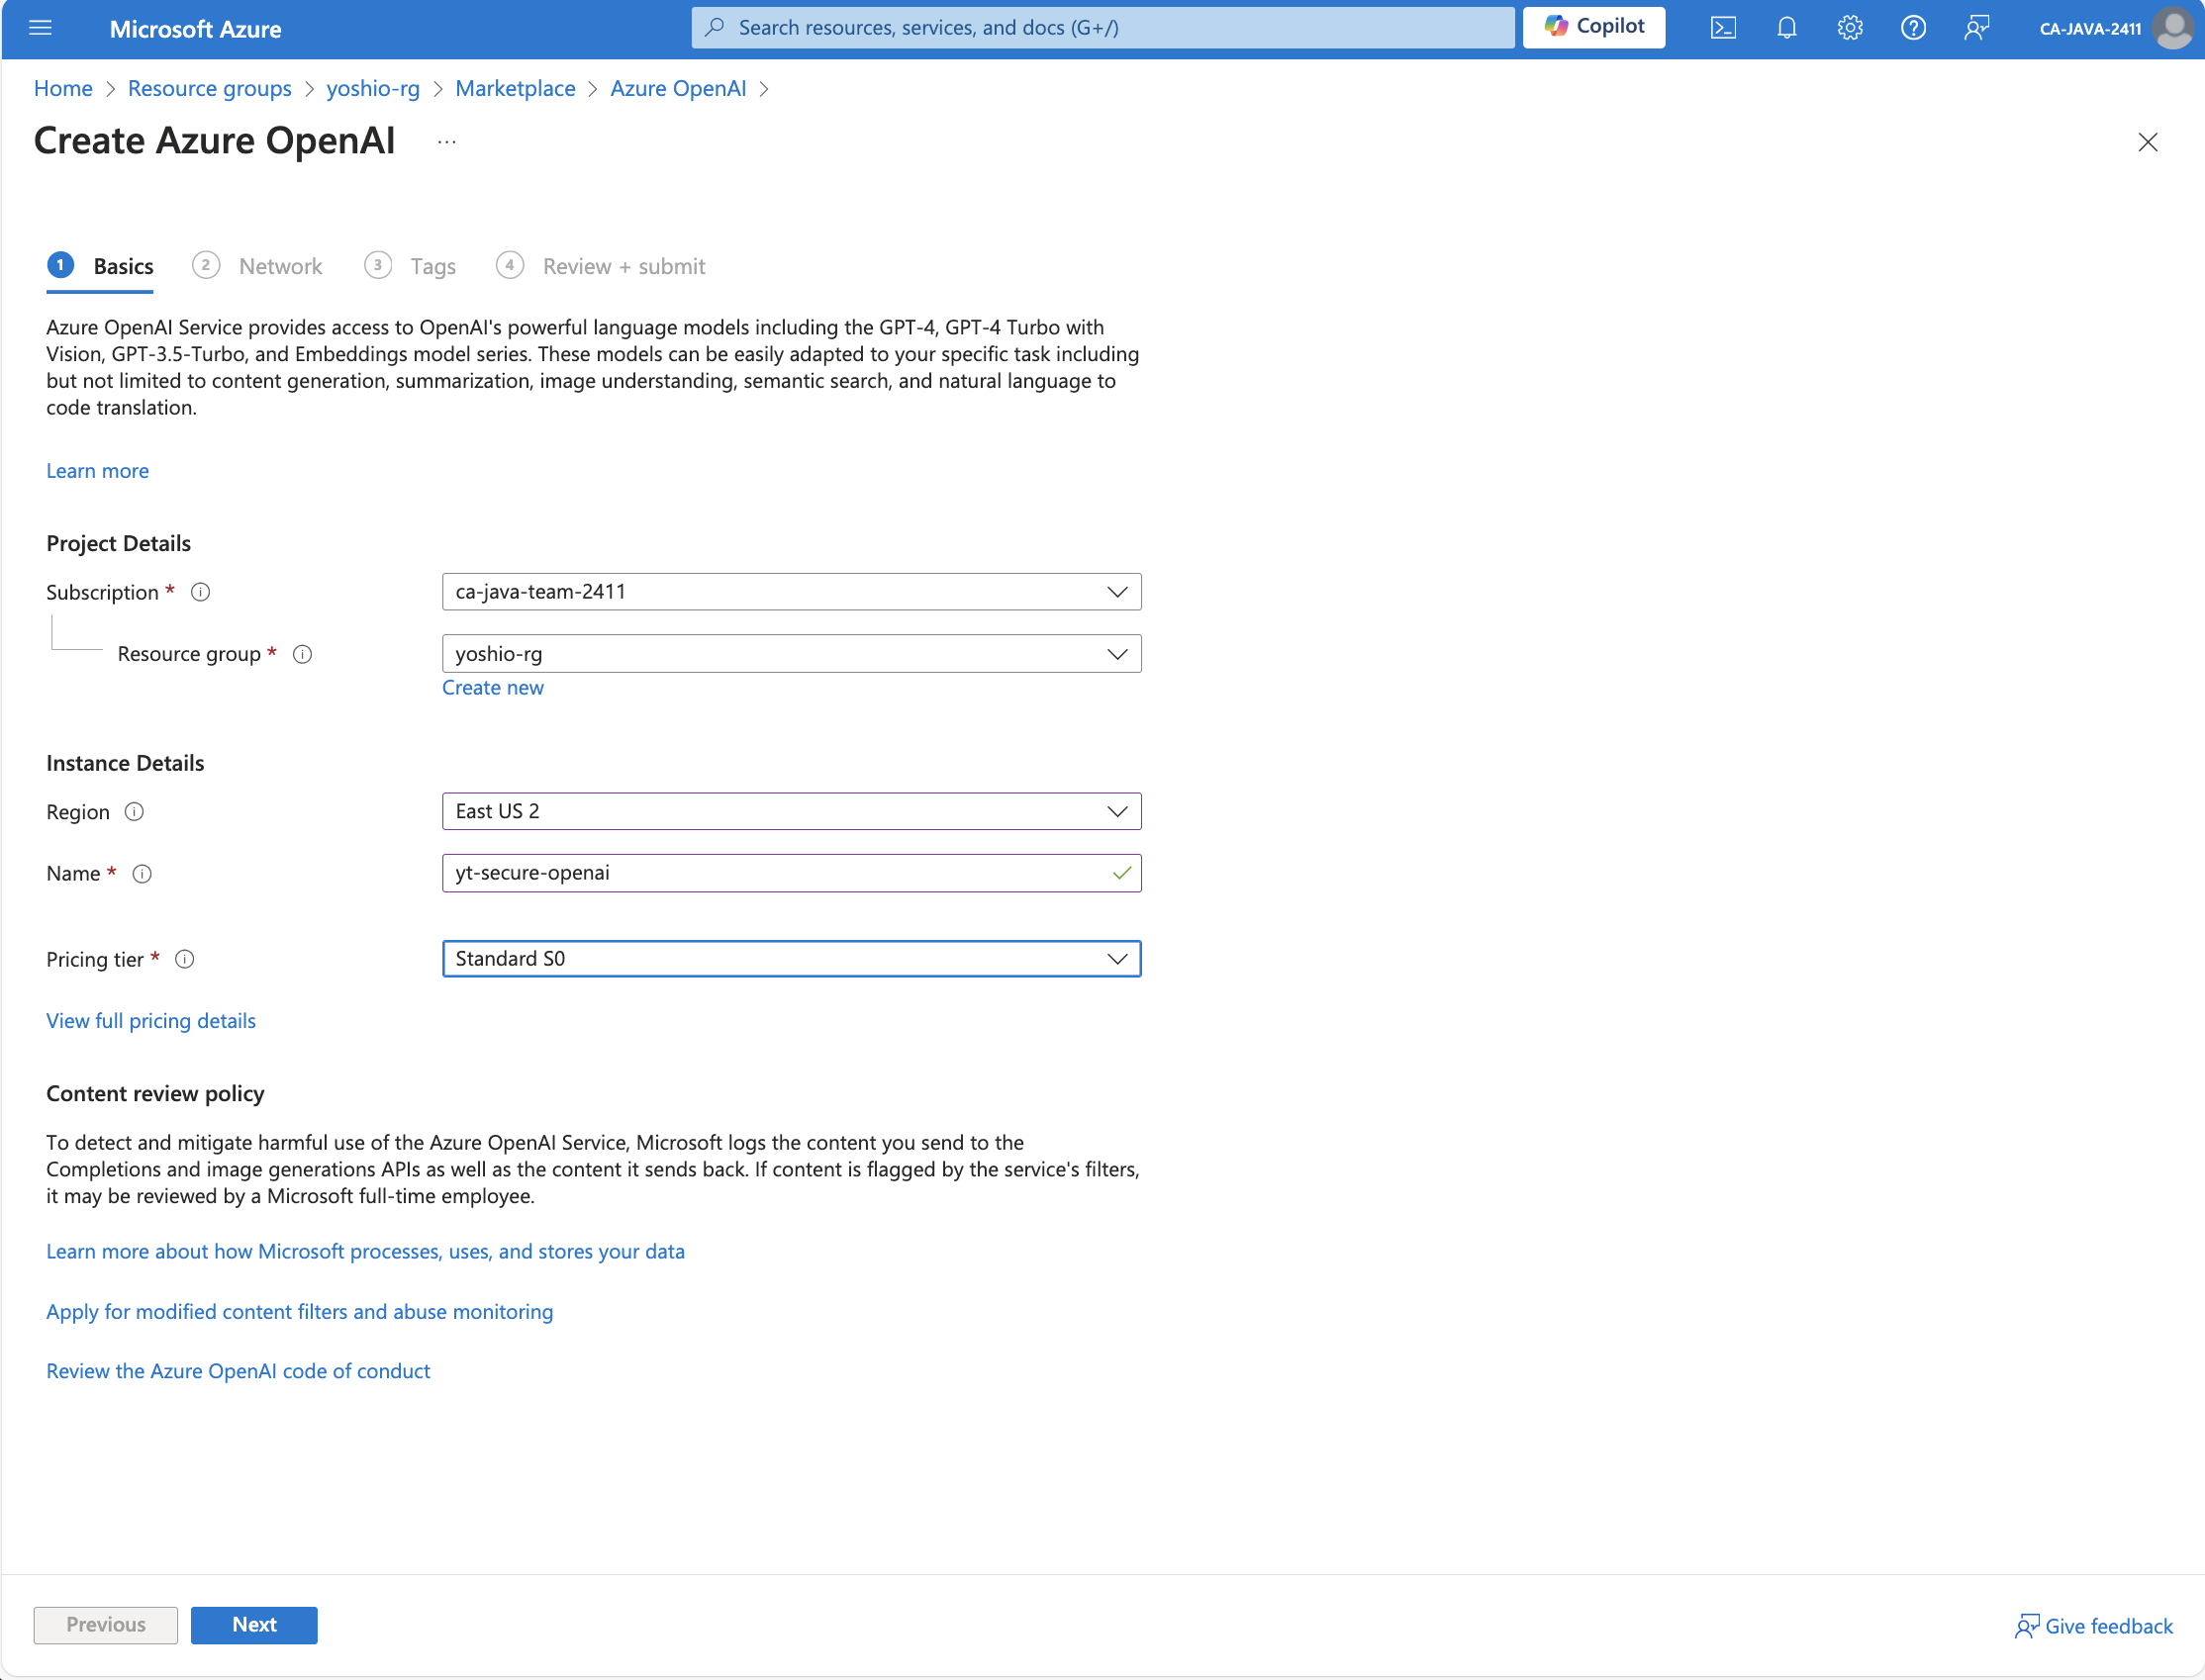 Microsoft Azure
Search resources, services, and docs (G+/)
Copilot
CA-JAVA-2411
Home > Resource groups > yoshio-rg > Marketplace > Azure OpenAI >
Create Azure OpenAI ...
1 Basics 2 Network 3 Tags 4 Review + submit
Azure OpenAI Service provides access to OpenAI's powerful language models including the GPT-4, GPT-4 Turbo with
Vision, GPT-3.5-Turbo, and Embeddings model series. These models can be easily adapted to your specific task including
but not limited to content generation, summarization, image understanding, semantic search, and natural language to
code translation.
Learn more
Project Details
Subscription * ca-java-team-2411
Resource group * yoshio-rg
Create new
Instance Details
Region East US 2
Name * yt-secure-openai
Pricing tier * Standard S0
View full pricing details
Content review policy
To detect and mitigate harmful use of the Azure OpenAI Service, Microsoft logs the content you send to the
Completions and image generations APIs as well as the content it sends back. If content is flagged by the service's filters,
it may be reviewed by a Microsoft full-time employee.
Learn more about how Microsoft processes, uses, and stores your data
Apply for modified content filters and abuse monitoring
Review the Azure OpenAI code of conduct
Previous
Next
Give feedback